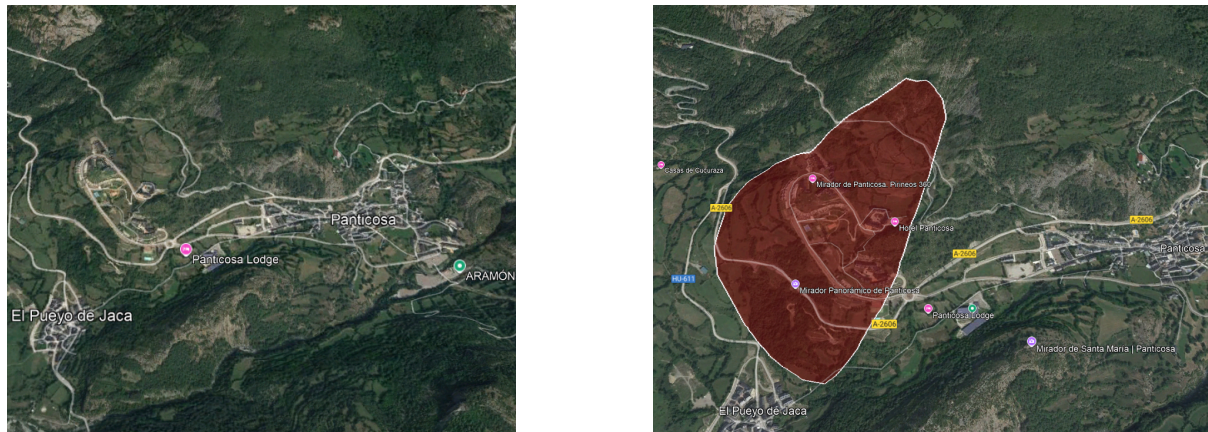 Panticosa
Panticosa Lodge
ARAMON
El Pueyo de Jaca
Casas de Cucuraza
Mirador de Panticosa. Pirineos 360
A-2606
Hotel Panticosa
A-2606
Panticosa
A-2606
HU-611
Mirador Panorámico de Panticosa
Panticosa Lodge
A-2606
Mirador de Santa María | Panticosa
El Pueyo de Jaca